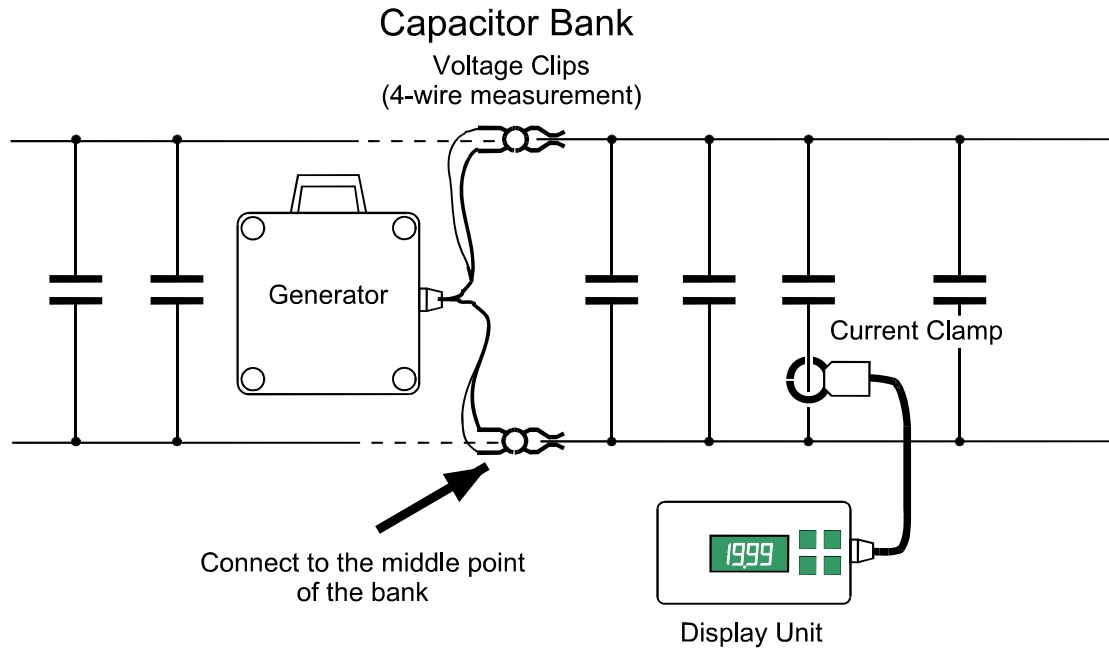 Capacitor Bank
Voltage Clips
(4-wire measurement)
Generator
Current Clamp
19.99
Connect to the middle point
of the bank
Display Unit